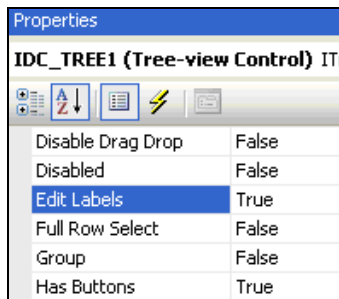 Properties
IDC_TREE1 (Tree-view Control) IT
Disable Drag Drop False
Disabled False
Edit Labels True
Full Row Select False
Group False
Has Buttons True